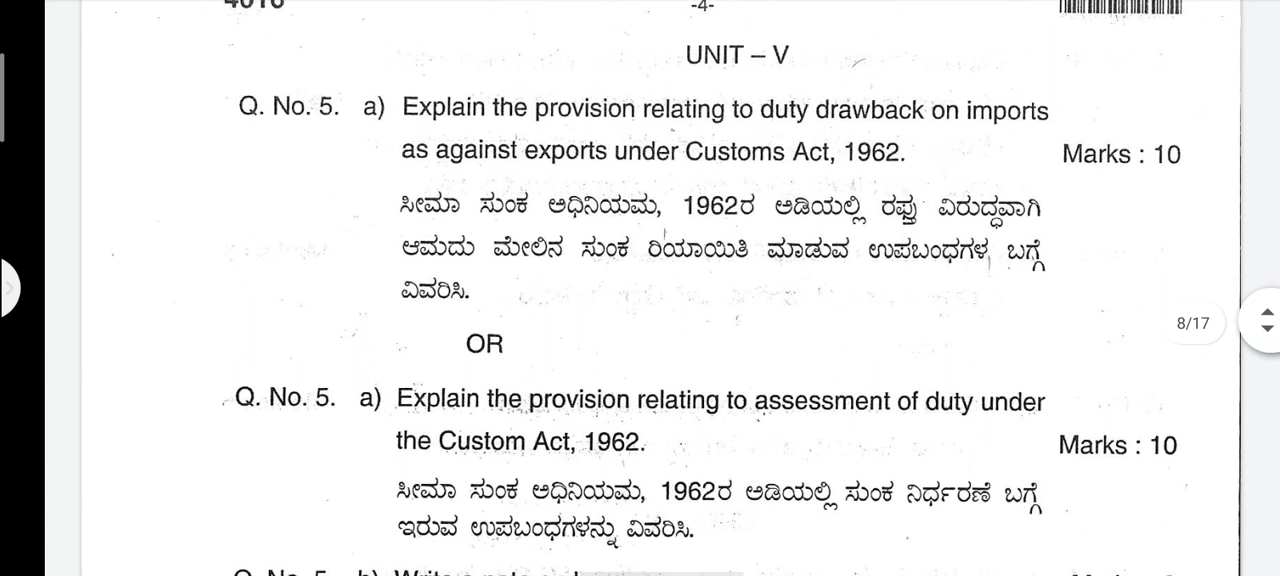 -4-
UNIT – V
Q. No. 5. a) Explain the provision relating to duty drawback on imports
as against exports under Customs Act, 1962. Marks : 10
ಸೀಮಾ ಸುಂಕ ಅಧಿನಿಯಮ, 1962ರ ಅಡಿಯಲ್ಲಿ ರಫ್ತು ವಿರುದ್ಧವಾಗಿ
ಆಮದು ಮೇಲಿನ ಸುಂಕ ರಿಯಾಯಿತಿ ಮಾಡುವ ಉಪಬಂಧಗಳ ಬಗ್ಗೆ
ವಿವರಿಸಿ.
8/17
OR
Q. No. 5. a) Explain the provision relating to assessment of duty under
the Custom Act, 1962. Marks : 10
ಸೀಮಾ ಸುಂಕ ಅಧಿನಿಯಮ, 1962ರ ಅಡಿಯಲ್ಲಿ ಸುಂಕ ನಿರ್ಧರಣೆ ಬಗ್ಗೆ
ಇರುವ ಉಪಬಂಧಗಳನ್ನು ವಿವರಿಸಿ.